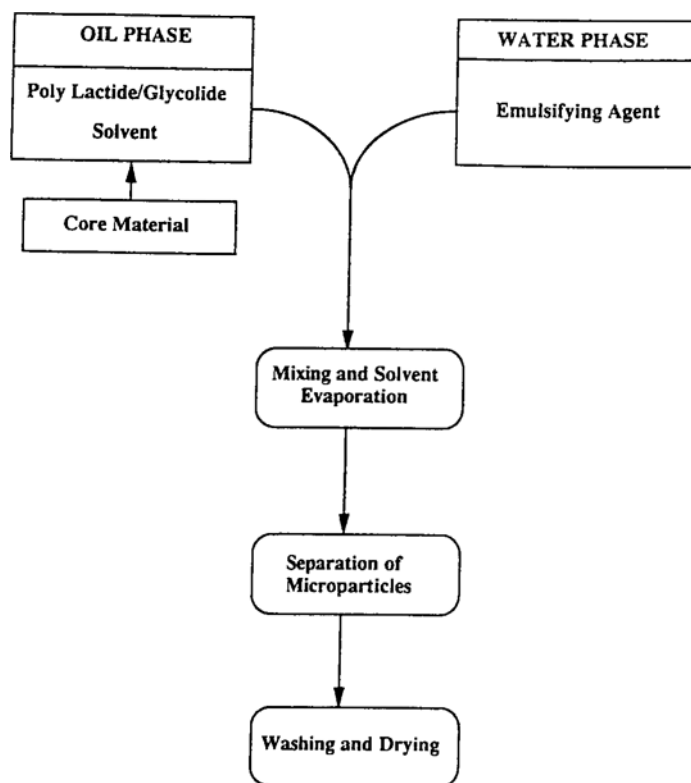 OIL PHASE
Poly Lactide/Glycolide
Solvent
Core Material
WATER PHASE
Emulsifying Agent
Mixing and Solvent
Evaporation
Separation of
Microparticles
Washing and Drying